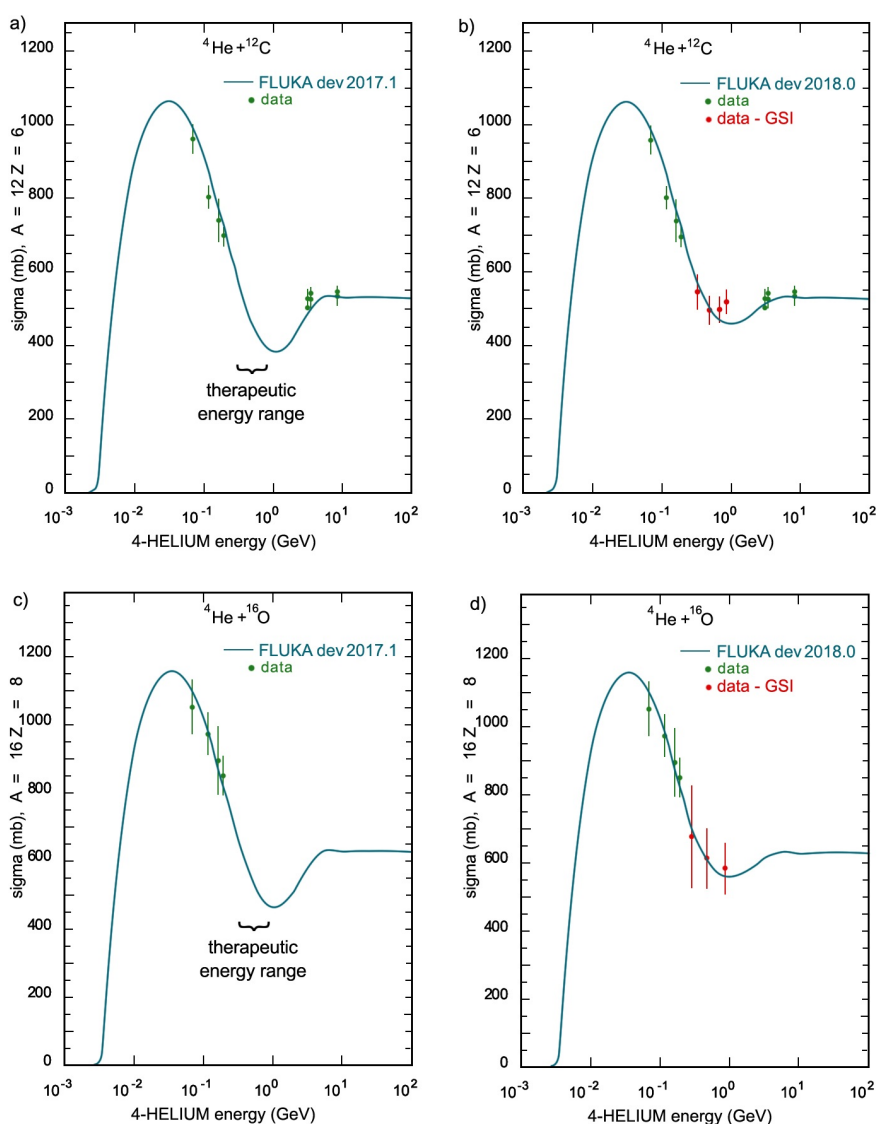 a)
⁴He + ¹²C
FLUKA dev 2017.1
data
1200
1000
800
600
400
200
0
sigma (mb), A = 12 Z = 6
therapeutic
energy range
10⁻³ 10⁻² 10⁻¹ 10⁰ 10¹ 10²
4-HELIUM energy (GeV)
b)
⁴He + ¹²C
FLUKA dev 2018.0
data
data - GSI
1200
1000
800
600
400
200
0
sigma (mb), A = 12 Z = 6
10⁻³ 10⁻² 10⁻¹ 10⁰ 10¹ 10²
4-HELIUM energy (GeV)
c)
⁴He + ¹⁶O
FLUKA dev 2017.1
data
1200
1000
800
600
400
200
0
sigma (mb), A = 16 Z = 8
therapeutic
energy range
10⁻³ 10⁻² 10⁻¹ 10⁰ 10¹ 10²
4-HELIUM energy (GeV)
d)
⁴He + ¹⁶O
FLUKA dev 2018.0
data
data - GSI
1200
1000
800
600
400
200
0
sigma (mb), A = 16 Z = 8
10⁻³ 10⁻² 10⁻¹ 10⁰ 10¹ 10²
4-HELIUM energy (GeV)